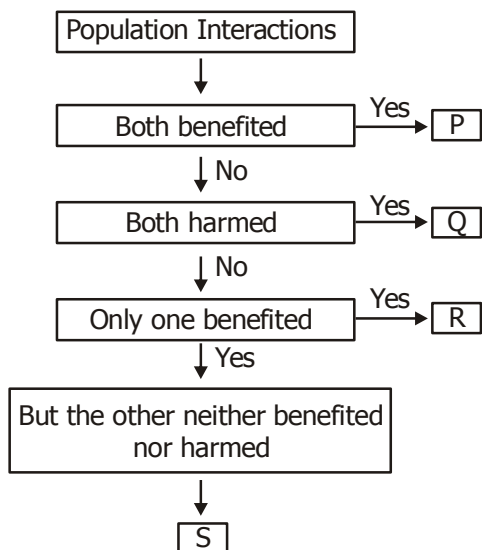 Population Interactions
Both benefited
Yes
P
No
Both harmed
Yes
Q
No
Only one benefited
Yes
R
Yes
But the other neither benefited
nor harmed
S